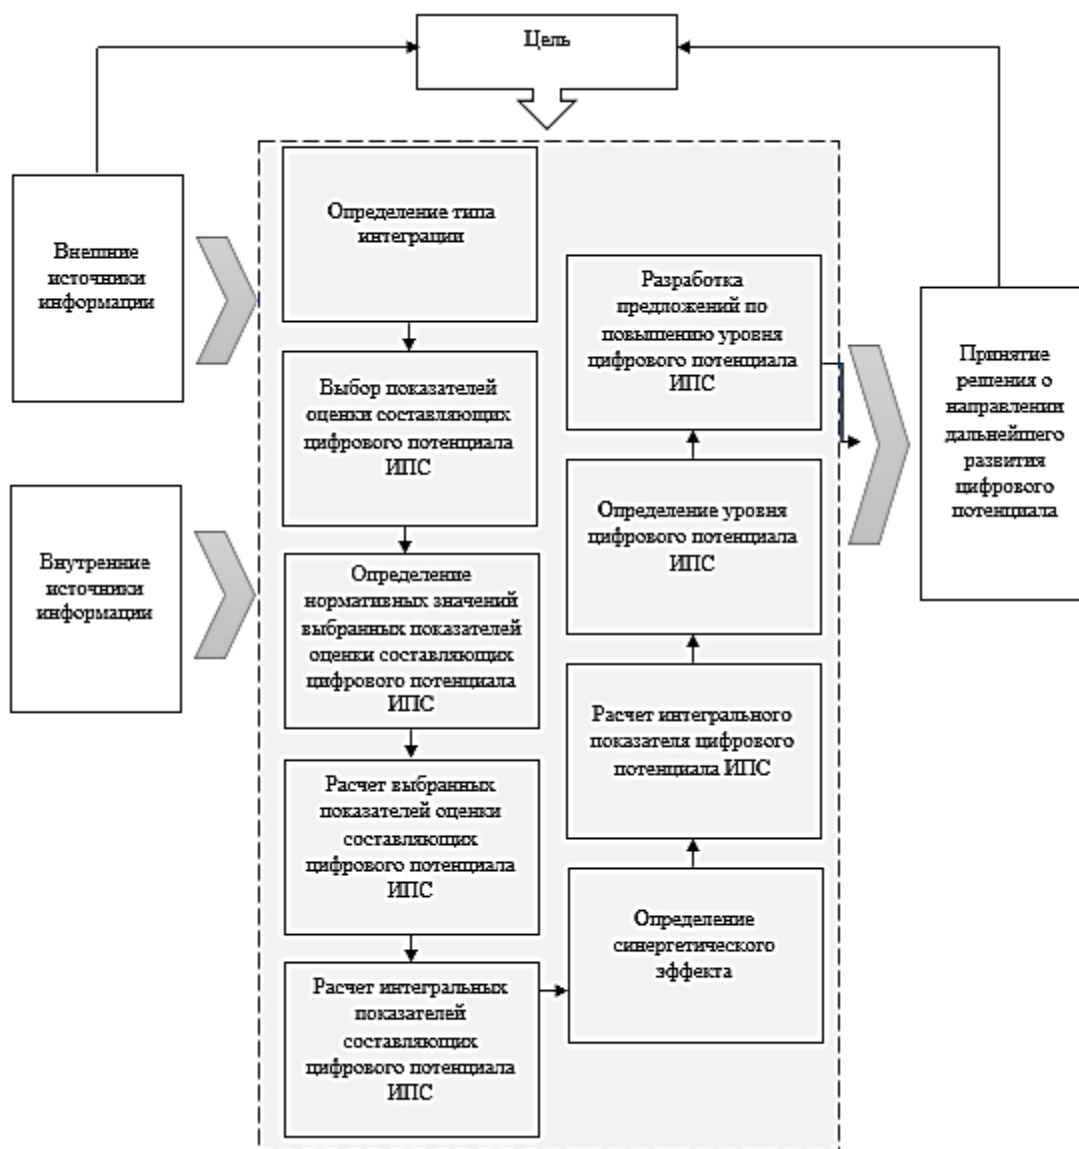 Цель
Внешние
источники
информации
Внутренние
источники
информации
Определение типа
интеграции
Выбор показателей
оценки составляющих
цифрового потенциала
ИПС
Определение
нормативных значений
выбранных показателей
оценки составляющих
цифрового потенциала
ИПС
Расчет выбранных
показателей оценки
составляющих
цифрового потенциала
ИПС
Расчет интегральных
показателей
составляющих
цифрового потенциала
ИПС
Определение
синергетического
эффекта
Расчет интегрального
показателя цифрового
потенциала ИПС
Определение уровня
цифрового потенциала
ИПС
Разработка
предложений по
повышению уровня
цифрового потенциала
ИПС
Принятие
решения о
направлении
дальнейшего
развития
цифрового
потенциала